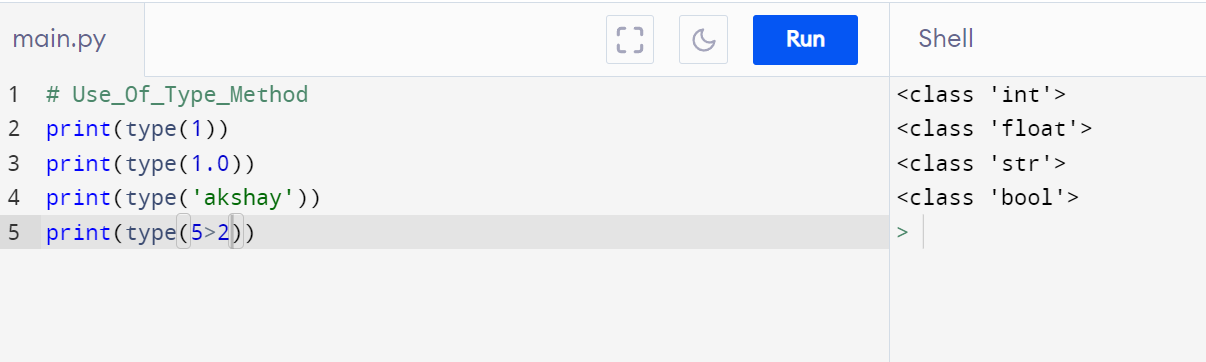 main.py
Run
Shell
1 # Use_Of_Type_Method
2 print(type(1))
3 print(type(1.0))
4 print(type('akshay'))
5 print(type(5>2))
<class 'int'>
<class 'float'>
<class 'str'>
<class 'bool'>
>